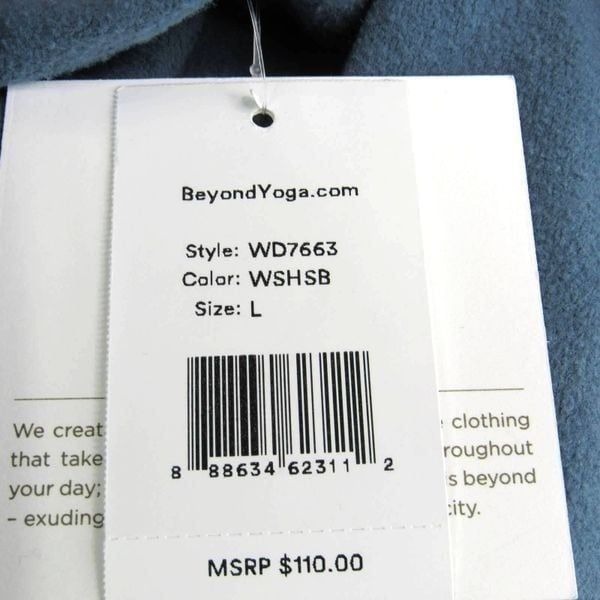 BeyondYoga.com
Style: WD7663
Color: WSHSB
Size: L
8 88634 62311 2
MSRP $110.00
We creat
that take
your day;
– exuding
clothing
roughout
s beyond
city.